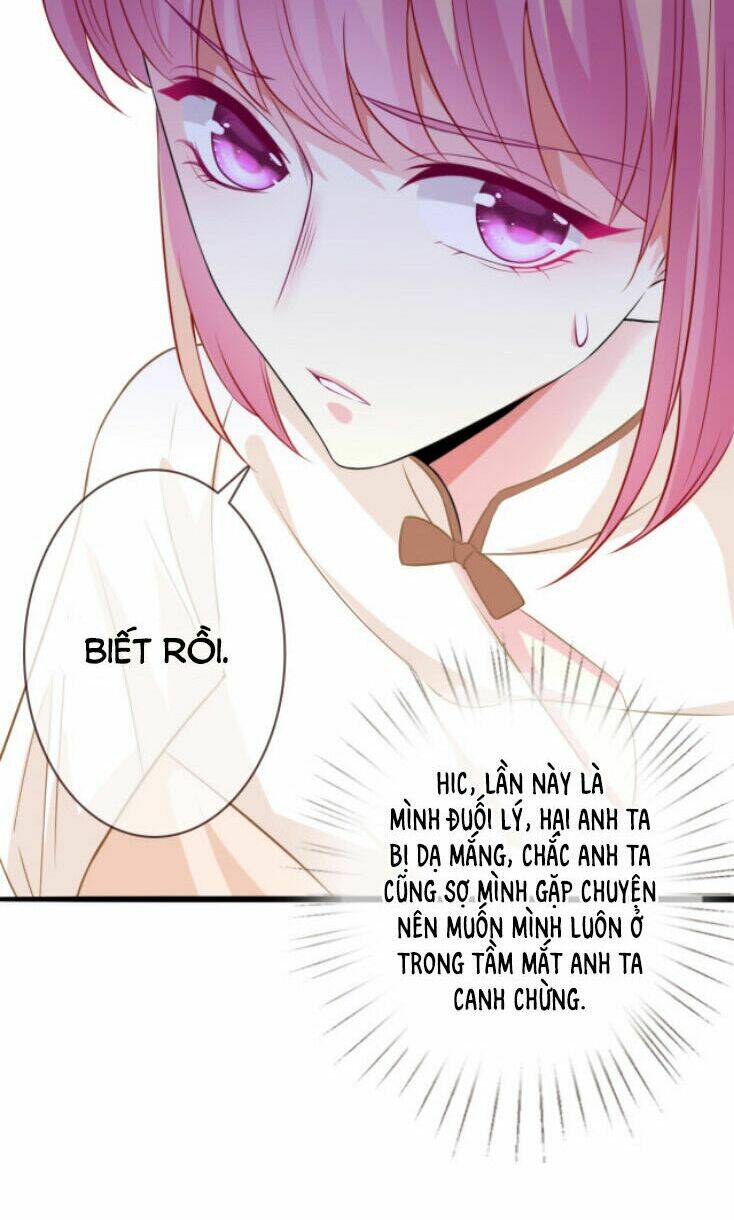 BIẾT RỒI.
HIC, LẦN NÀY LÀ
MÌNH ĐUỐI LÝ, HẠI ANH TA
BỊ DẠ MẮNG, CHẮC ANH TA
CŨNG SỢ MÌNH GẶP CHUYỆN
NÊN MUỐN MÌNH LUÔN Ở
TRONG TẦM MẮT ANH TA
CANH CHỪNG.